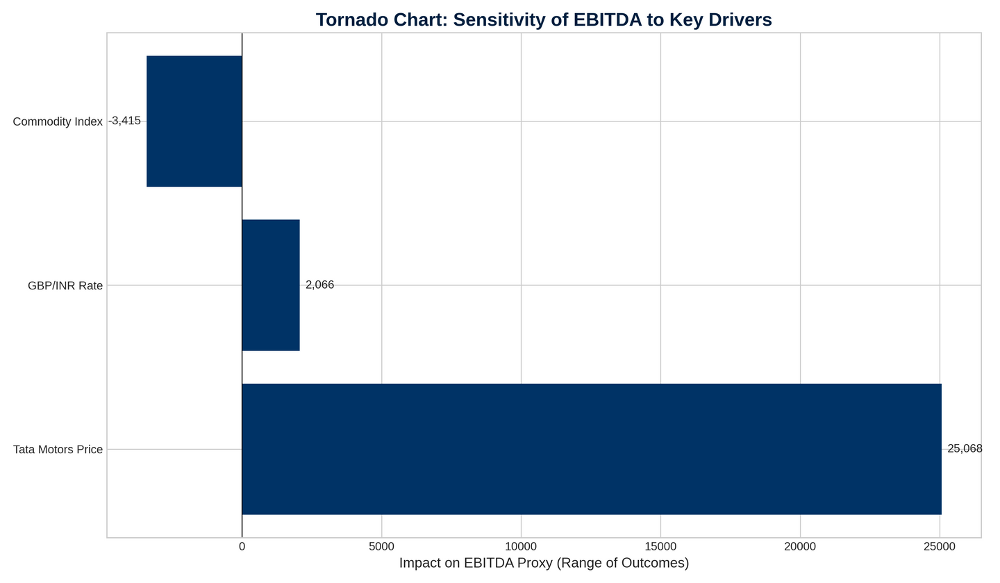 Tornado Chart: Sensitivity of EBITDA to Key Drivers
Commodity Index
-3,415
GBP/INR Rate
2,066
Tata Motors Price
25,068
0 5000 10000 15000 20000 25000
Impact on EBITDA Proxy (Range of Outcomes)